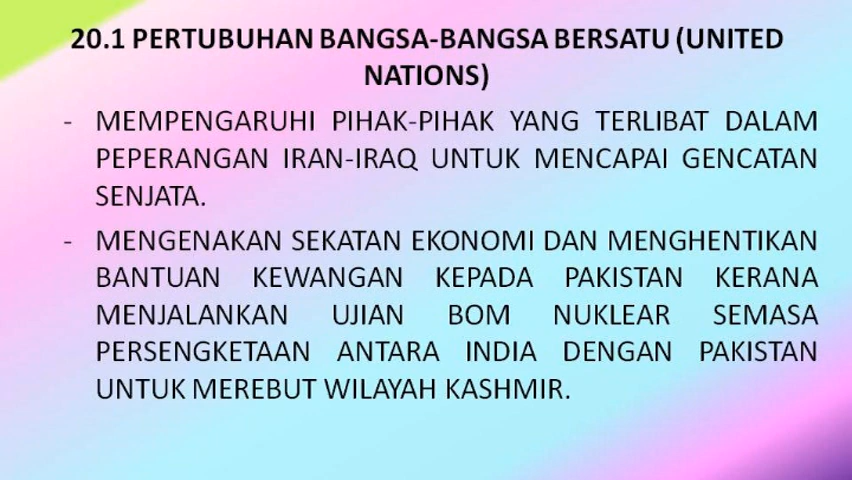 20.1 PERTUBUHAN BANGSA-BANGSA BERSATU (UNITED
NATIONS)
- MEMPENGARUHI PIHAK-PIHAK YANG TERLIBAT DALAM
PEPERANGAN IRAN-IRAQ UNTUK MENCAPAI GENCATAN
SENJATA.
- MENGENAKAN SEKATAN EKONOMI DAN MENGHENTIKAN
BANTUAN KEWANGAN KEPADA PAKISTAN KERANA
MENJALANKAN UJIAN BOM NUKLEAR SEMASA
PERSENGKETAAN ANTARA INDIA DENGAN PAKISTAN
UNTUK MEREBUT WILAYAH KASHMIR.